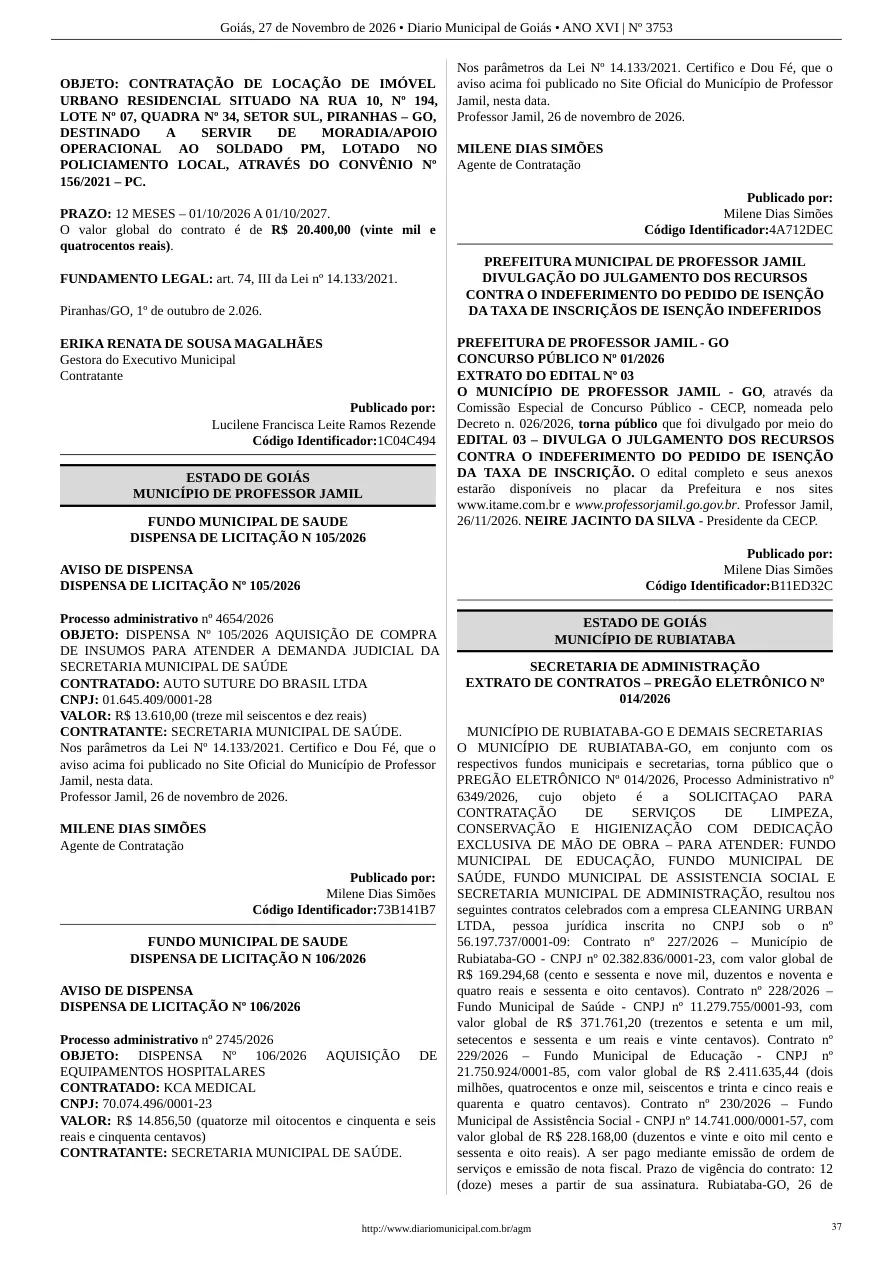 Goiás, 27 de Novembro de 2026 • Diario Municipal de Goiás • ANO XVI | Nº 3753
OBJETO: CONTRATAÇÃO DE LOCAÇÃO DE IMÓVEL
URBANO RESIDENCIAL SITUADO NA RUA 10, Nº 194,
LOTE Nº 07, QUADRA Nº 34, SETOR SUL, PIRANHAS – GO,
DESTINADO A SERVIR DE MORADIA/APOIO
OPERACIONAL AO SOLDADO PM, LOTADO NO
POLICIAMENTO LOCAL, ATRAVÉS DO CONVÊNIO Nº
156/2021 – PC.
PRAZO: 12 MESES – 01/10/2026 A 01/10/2027.
O valor global do contrato é de R$ 20.400,00 (vinte mil e
quatrocentos reais).
FUNDAMENTO LEGAL: art. 74, III da Lei nº 14.133/2021.
Piranhas/GO, 1º de outubro de 2.026.
ERIKA RENATA DE SOUSA MAGALHÃES
Gestora do Executivo Municipal
Contratante
Publicado por:
Lucilene Francisca Leite Ramos Rezende
Código Identificador:1C04C494
ESTADO DE GOIÁS
MUNICÍPIO DE PROFESSOR JAMIL
FUNDO MUNICIPAL DE SAUDE
DISPENSA DE LICITAÇÃO N 105/2026
AVISO DE DISPENSA
DISPENSA DE LICITAÇÃO Nº 105/2026
Processo administrativo nº 4654/2026
OBJETO: DISPENSA Nº 105/2026 AQUISIÇÃO DE COMPRA
DE INSUMOS PARA ATENDER A DEMANDA JUDICIAL DA
SECRETARIA MUNICIPAL DE SAÚDE
CONTRATADO: AUTO SUTURE DO BRASIL LTDA
CNPJ: 01.645.409/0001-28
VALOR: R$ 13.610,00 (treze mil seiscentos e dez reais)
CONTRATANTE: SECRETARIA MUNICIPAL DE SAÚDE.
Nos parâmetros da Lei Nº 14.133/2021. Certifico e Dou Fé, que o
aviso acima foi publicado no Site Oficial do Município de Professor
Jamil, nesta data.
Professor Jamil, 26 de novembro de 2026.
MILENE DIAS SIMÕES
Agente de Contratação
Publicado por:
Milene Dias Simões
Código Identificador:73B141B7
FUNDO MUNICIPAL DE SAUDE
DISPENSA DE LICITAÇÃO N 106/2026
AVISO DE DISPENSA
DISPENSA DE LICITAÇÃO Nº 106/2026
Processo administrativo nº 2745/2026
OBJETO: DISPENSA Nº 106/2026 AQUISIÇÃO DE
EQUIPAMENTOS HOSPITALARES
CONTRATADO: KCA MEDICAL
CNPJ: 70.074.496/0001-23
VALOR: R$ 14.856,50 (quatorze mil oitocentos e cinquenta e seis
reais e cinquenta centavos)
CONTRATANTE: SECRETARIA MUNICIPAL DE SAÚDE.
Nos parâmetros da Lei Nº 14.133/2021. Certifico e Dou Fé, que o
aviso acima foi publicado no Site Oficial do Município de Professor
Jamil, nesta data.
Professor Jamil, 26 de novembro de 2026.
MILENE DIAS SIMÕES
Agente de Contratação
Publicado por:
Milene Dias Simões
Código Identificador:4A712DEC
PREFEITURA MUNICIPAL DE PROFESSOR JAMIL
DIVULGAÇÃO DO JULGAMENTO DOS RECURSOS
CONTRA O INDEFERIMENTO DO PEDIDO DE ISENÇÃO
DA TAXA DE INSCRIÇÃOS DE ISENÇÃO INDEFERIDOS
PREFEITURA DE PROFESSOR JAMIL - GO
CONCURSO PÚBLICO Nº 01/2026
EXTRATO DO EDITAL Nº 03
O MUNICÍPIO DE PROFESSOR JAMIL - GO, através da
Comissão Especial de Concurso Público - CECP, nomeada pelo
Decreto n. 026/2026, torna público que foi divulgado por meio do
EDITAL 03 – DIVULGA O JULGAMENTO DOS RECURSOS
CONTRA O INDEFERIMENTO DO PEDIDO DE ISENÇÃO
DA TAXA DE INSCRIÇÃO. O edital completo e seus anexos
estarão disponíveis no placar da Prefeitura e nos sites
www.itame.com.br e www.professorjamil.go.gov.br. Professor Jamil,
26/11/2026. NEIRE JACINTO DA SILVA - Presidente da CECP.
Publicado por:
Milene Dias Simões
Código Identificador:B11ED32C
ESTADO DE GOIÁS
MUNICÍPIO DE RUBIATABA
SECRETARIA DE ADMINISTRAÇÃO
EXTRATO DE CONTRATOS – PREGÃO ELETRÔNICO Nº
014/2026
MUNICÍPIO DE RUBIATABA-GO E DEMAIS SECRETARIAS
O MUNICÍPIO DE RUBIATABA-GO, em conjunto com os
respectivos fundos municipais e secretarias, torna público que o
PREGÃO ELETRÔNICO Nº 014/2026, Processo Administrativo nº
6349/2026, cujo objeto é a SOLICITAÇAO PARA
CONTRATAÇÃO DE SERVIÇOS DE LIMPEZA,
CONSERVAÇÃO E HIGIENIZAÇÃO COM DEDICAÇÃO
EXCLUSIVA DE MÃO DE OBRA – PARA ATENDER: FUNDO
MUNICIPAL DE EDUCAÇÃO, FUNDO MUNICIPAL DE
SAÚDE, FUNDO MUNICIPAL DE ASSISTENCIA SOCIAL E
SECRETARIA MUNICIPAL DE ADMINISTRAÇÃO, resultou nos
seguintes contratos celebrados com a empresa CLEANING URBAN
LTDA, pessoa jurídica inscrita no CNPJ sob o nº
56.197.737/0001-09: Contrato nº 227/2026 – Município de
Rubiataba-GO - CNPJ nº 02.382.836/0001-23, com valor global de
R$ 169.294,68 (cento e sessenta e nove mil, duzentos e noventa e
quatro reais e sessenta e oito centavos). Contrato nº 228/2026 –
Fundo Municipal de Saúde - CNPJ nº 11.279.755/0001-93, com
valor global de R$ 371.761,20 (trezentos e setenta e um mil,
setecentos e sessenta e um reais e vinte centavos). Contrato nº
229/2026 – Fundo Municipal de Educação - CNPJ nº
21.750.924/0001-85, com valor global de R$ 2.411.635,44 (dois
milhões, quatrocentos e onze mil, seiscentos e trinta e cinco reais e
quarenta e quatro centavos). Contrato nº 230/2026 – Fundo
Municipal de Assistência Social - CNPJ nº 14.741.000/0001-57, com
valor global de R$ 228.168,00 (duzentos e vinte e oito mil cento e
sessenta e oito reais). A ser pago mediante emissão de ordem de
serviços e emissão de nota fiscal. Prazo de vigência do contrato: 12
(doze) meses a partir de sua assinatura. Rubiataba-GO, 26 de
http://www.diariomunicipal.com.br/agm
37